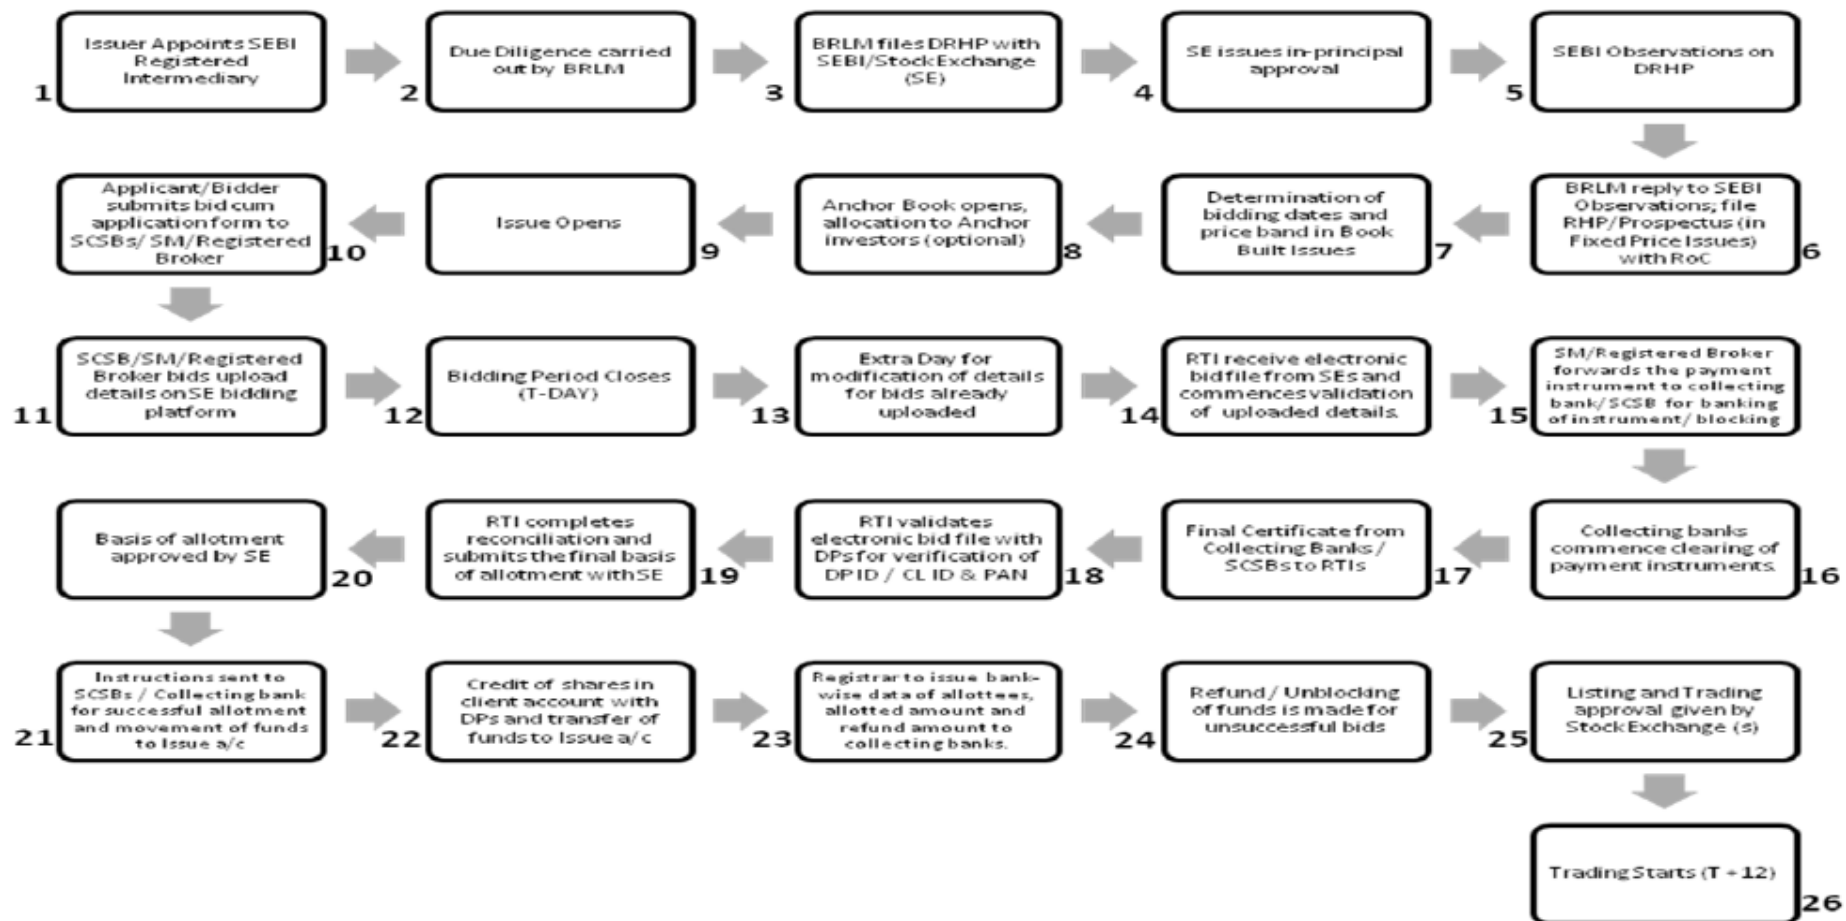 Issuer Appoints SEBI
Registered
Intermediary
1
Due Diligence carried
out by BRLM
2
BRLM files DRHP with
SEBI/Stock Exchange
(SE)
3
SE issues in-principal
approval
4
SEBI Observations on
DRHP
5
BRLM reply to SEBI
Observations; file
RHP/Prospectus (in
Fixed Price Issues)
with RoC
6
Determination of
bidding dates and
price band in Book
Built Issues
7
Anchor Book opens,
allocation to Anchor
investors (optional)
8
Issue Opens
9
Applicant/Bidder
submits bid cum
application form to
SCSBs/ SM/Registered
Broker
10
SCSB/SM/Registered
Broker bids upload
details on SE bidding
platform
11
Bidding Period Closes
(T-DAY)
12
Extra Day for
modification of details
for bids already
uploaded
13
RTI receive electronic
bid file from SEs and
commences validation
of uploaded details.
14
SM/Registered Broker
forwards the payment
instrument to collecting
bank/SCSB for banking
of instrument/ blocking
15
Collecting banks
commence clearing of
payment instruments.
16
Final Certificate from
Collecting Banks /
SCSBs to RTIs
17
RTI validates
electronic bid file with
DPs for verification of
DP ID / CL ID & PAN
18
RTI completes
reconciliation and
submits the final basis
of allotment with SE
19
Basis of allotment
approved by SE
20
Instructions sent to
SCSBs / Collecting bank
for successful allotment
and movement of funds
to Issue a/c
21
Credit of shares in
client account with
DPs and transfer of
funds to Issue a/c
22
Registrar to issue bank-
wise data of allottees,
allotted amount and
refund amount to
collecting banks.
23
Refund / Unblocking
of funds is made for
unsuccessful bids
24
Listing and Trading
approval given by
Stock Exchange (s)
25
Trading Starts (T + 12)
26